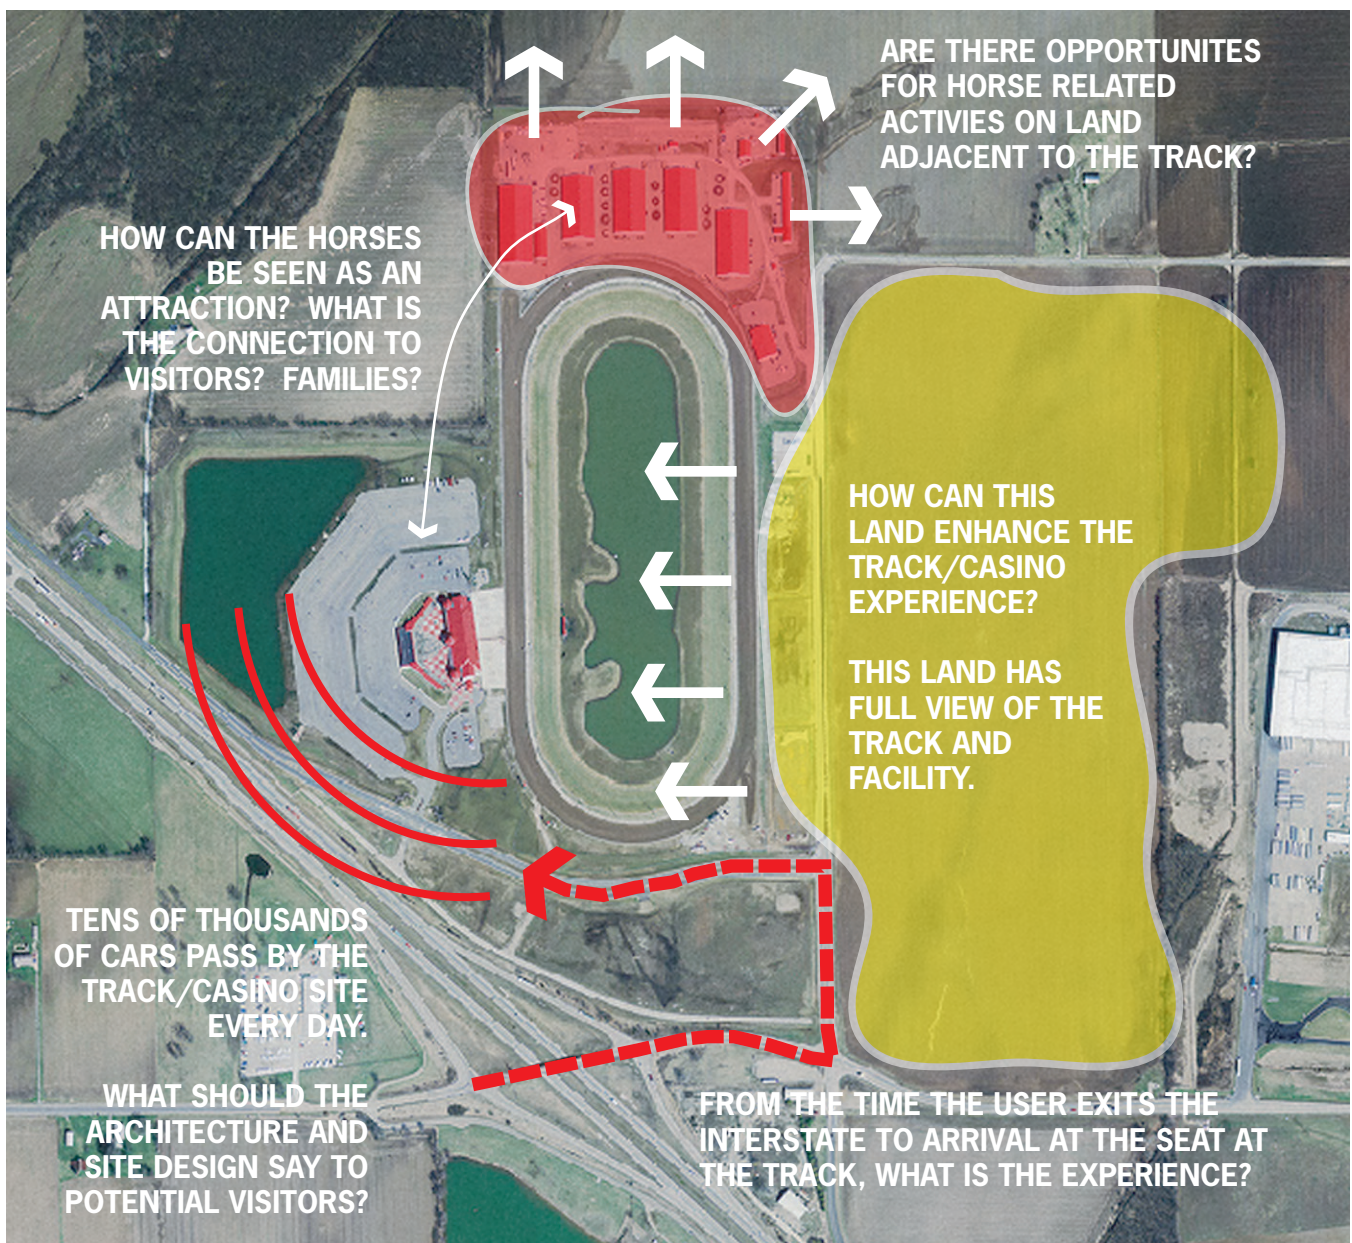 ARE THERE OPPORTUNITES
FOR HORSE RELATED
ACTIVIES ON LAND
ADJACENT TO THE TRACK?
HOW CAN THE HORSES
BE SEEN AS AN
ATTRACTION? WHAT IS
THE CONNECTION TO
VISITORS? FAMILIES?
HOW CAN THIS
LAND ENHANCE THE
TRACK/CASINO
EXPERIENCE?
THIS LAND HAS
FULL VIEW OF THE
TRACK AND
FACILITY.
TENS OF THOUSANDS
OF CARS PASS BY THE
TRACK/CASINO SITE
EVERY DAY.
WHAT SHOULD THE
ARCHITECTURE AND
SITE DESIGN SAY TO
POTENTIAL VISITORS?
FROM THE TIME THE USER EXITS THE
INTERSTATE TO ARRIVAL AT THE SEAT AT
THE TRACK, WHAT IS THE EXPERIENCE?